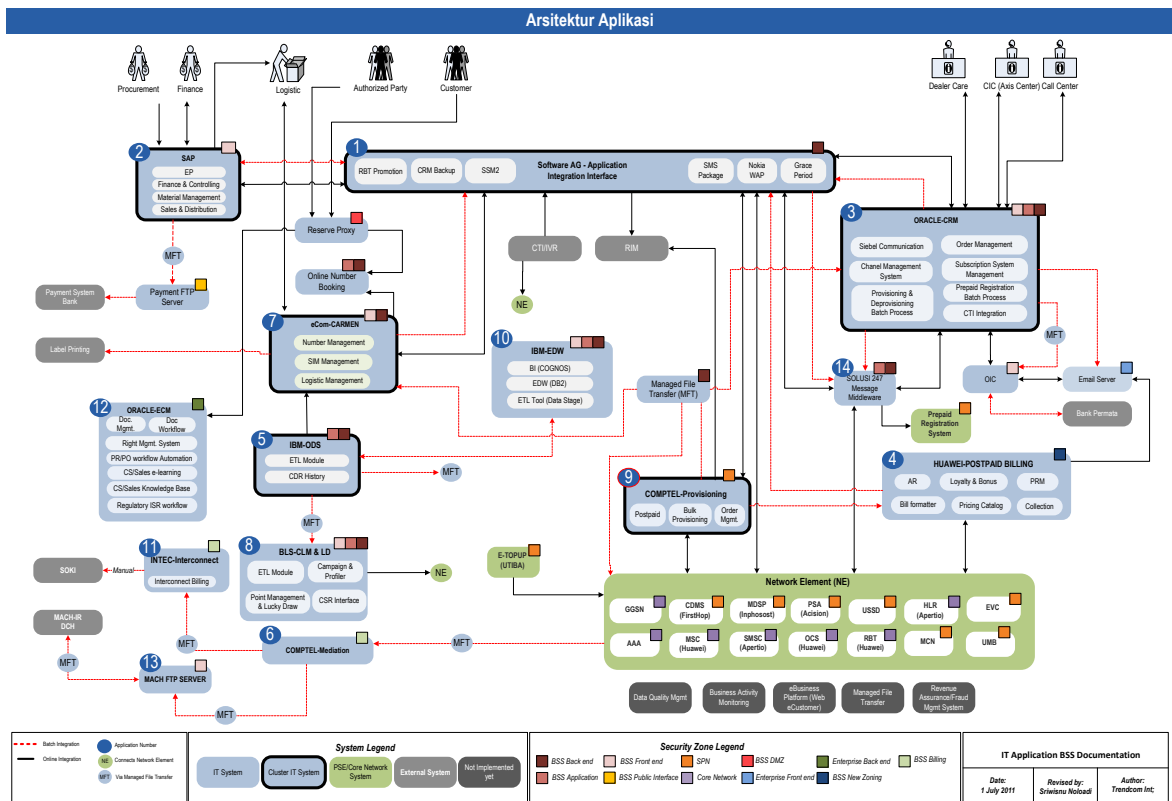 Arsitektur Aplikasi
Procurement
Finance
Logistic
Authorized Party
Customer
Dealer Care
CIC (Axis Center)
Call Center
2
SAP
EP
Finance & Controlling
Material Management
Sales & Distribution
1
Software AG - Application
Integration Interface
RBT Promotion
CRM Backup
SSM2
SMS
Package
Nokia
WAP
Grace
Period
3
ORACLE-CRM
Siebel Communication
Order Management
Chanel Management
System
Subscription System
Management
Provisioning &
Deprovisioning
Batch Process
Prepaid Registration
Batch Process
CTI Integration
MFT
Reserve Proxy
CTI/IVR
RIM
Payment System
Bank
Payment FTP
Server
Online Number
Booking
NE
MFT
7
eCom-CARMEN
Number Management
SIM Management
Logistic Management
Label Printing
10
IBM-EDW
BI (COGNOS)
EDW (DB2)
ETL Tool (Data Stage)
Managed File
Transfer (MFT)
14
SOLUSI 247
Message
Middleware
OIC
Email Server
Prepaid
Registration
System
Bank Permata
12
ORACLE-ECM
Doc.
Mgmt.
Doc
Workflow
Right Mgmt. System
PR/PO workflow Automation
CS/Sales e-learning
CS/Sales Knowledge Base
Regulatory ISR workflow
5
IBM-ODS
ETL Module
CDR History
MFT
MFT
9
COMPTEL-Provisioning
Postpaid
Bulk
Provisioning
Order
Mgmt.
4
HUAWEI-POSTPAID BILLING
AR
Loyalty & Bonus
PRM
Bill formatter
Pricing Catalog
Collection
11
INTEC-Interconnect
Interconnect Billing
SOKI
Manual
8
BLS-CLM & LD
ETL Module
Campaign &
Profiler
Point Management
& Lucky Draw
CSR Interface
NE
E-TOPUP
(UTIBA)
Network Element (NE)
GGSN
CDMS
(FirstHop)
MDSP
(Inphosost)
PSA
(Acision)
USSD
HLR
(Apertio)
EVC
AAA
MSC
(Huawei)
SMSC
(Apertio)
OCS
(Huawei)
RBT
(Huawei)
MCN
UMB
MACH-IR
DCH
6
COMPTEL-Mediation
MFT
MFT
MFT
13
MACH FTP SERVER
MFT
Data Quality Mgmt
Business Activity
Monitoring
eBusiness
Platform (Web
eCustomer)
Managed File
Transfer
Revenue
Assurance/Fraud
Mgmt System
Batch Integration
Online Integration
Application Number
NE
Connects Network Element
MFT
Via Managed File Transfer
System Legend
IT System
Cluster IT System
PSE/Core Network
System
External System
Not Implemented
yet
Security Zone Legend
BSS Back end
BSS Front end
SPN
BSS DMZ
Enterprise Back end
BSS Billing
BSS Application
BSS Public Interface
Core Network
Enterprise Front end
BSS New Zoning
IT Application BSS Documentation
Date:
1 July 2011
Revised by:
Sriwisnu Noloadi
Author:
Trendcom Int;